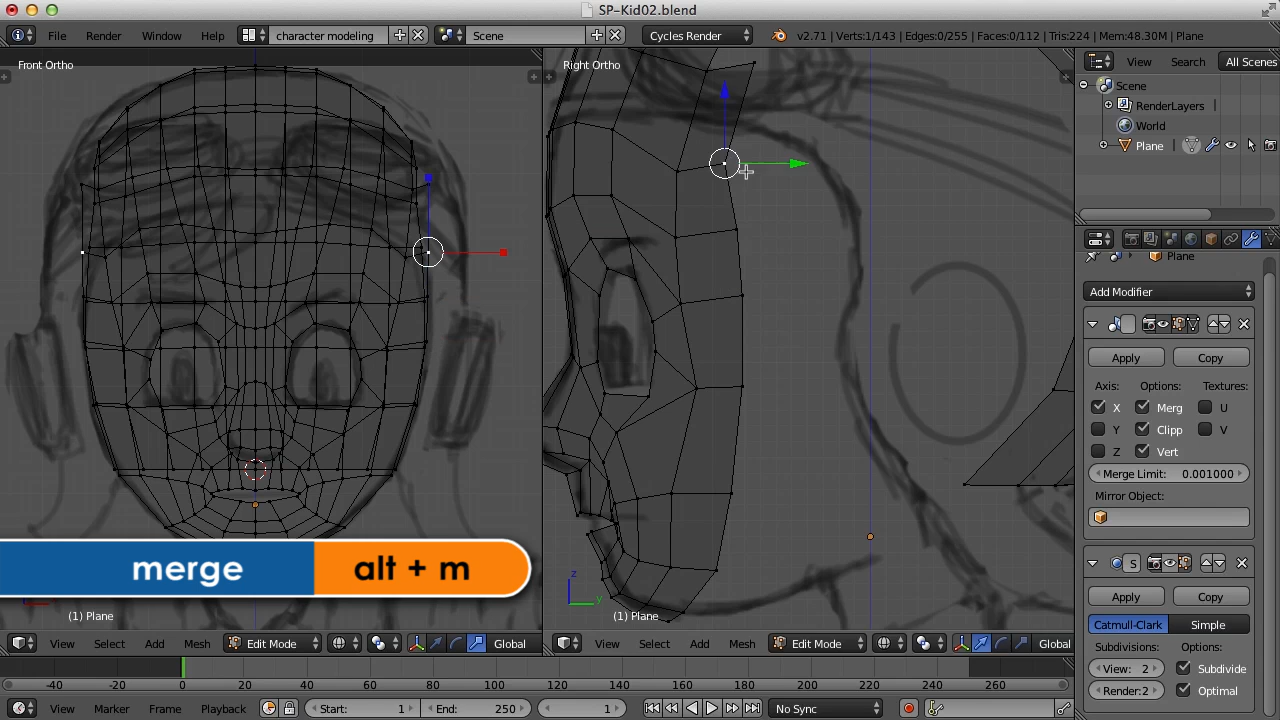 SP-Kid02.blend
File Render Window Help character modeling Scene Cycles Render v2.71 | Verts:1/143 | Edges:0/255 | Faces:0/112 | Tris:224 | Mem:48.30M | Plane
Front Ortho
Right Ortho
View Search All Scenes
Scene
RenderLayers
World
Plane
Plane
Add Modifier
Apply Copy
Axis: Options: Textures:
X Merg U
Y Clipp V
Z Vert
Merge Limit: 0.001000
Mirror Object:
S
Apply Copy
Catmull-Clark Simple
Subdivisions: Options:
View: 2 Subdivide
Render:2 Optimal
merge alt + m
z
y
(1) Plane
(1) Plane
View Select Add Mesh Edit Mode Global
View Select Add Mesh Edit Mode Global
-40 -20 0 20 40 60 80 100 120 140 160 180 200 220 240 260
View Marker Frame Playback Start: 1 End: 250 1 No Sync